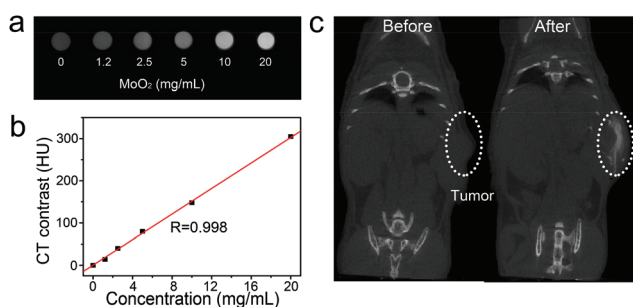 a
0 1.2 2.5 5 10 20
MoO₂ (mg/mL)
b
CT contrast (HU)
300
200
100
0
R=0.998
0 4 8 12 16 20
Concentration (mg/mL)
c
Before After
Tumor